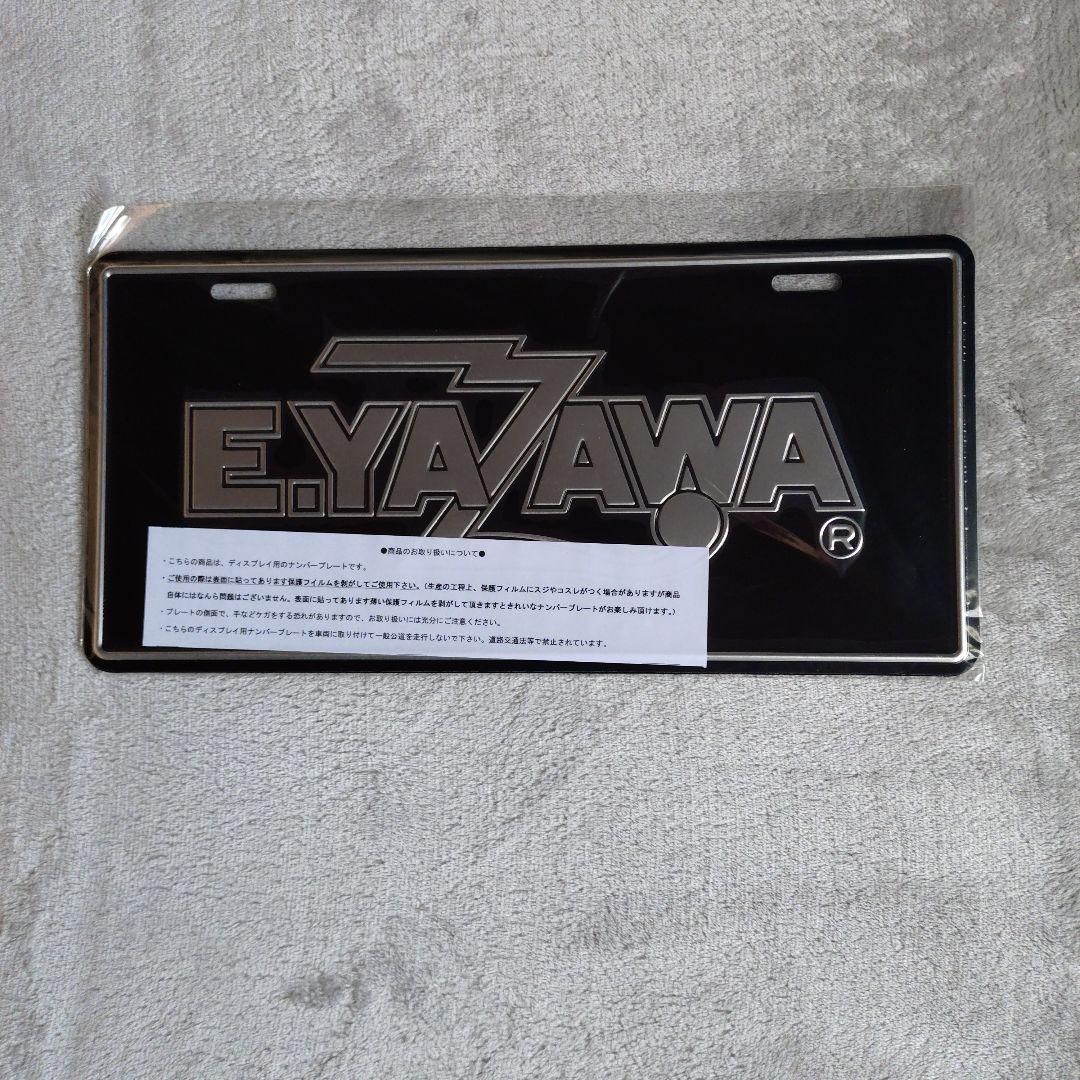 E.YAZAWA
®
●商品のお取り扱いについて●
・こちらの商品は、ディスプレイ用のナンバープレートです。
・ご使用の際は表面に貼ってあります保護フイルムを剥がしてご使用下さい。(生産の工程上、保護フィルムにスジやコスレがつく場合がありますが商品
自体にはなんら問題はございません。表面に貼ってあります薄い保護フィルムを剥がして頂きますときれいなナンバープレートがお楽しみ頂けます。)
・プレートの側面で、手などケガをする恐れがありますので、お取り扱いには充分にご注意ください。
・こちらのディスプレイ用ナンバープレートを車両に取り付けて一般公道を走行しないで下さい。道路交通法等で禁止されています。